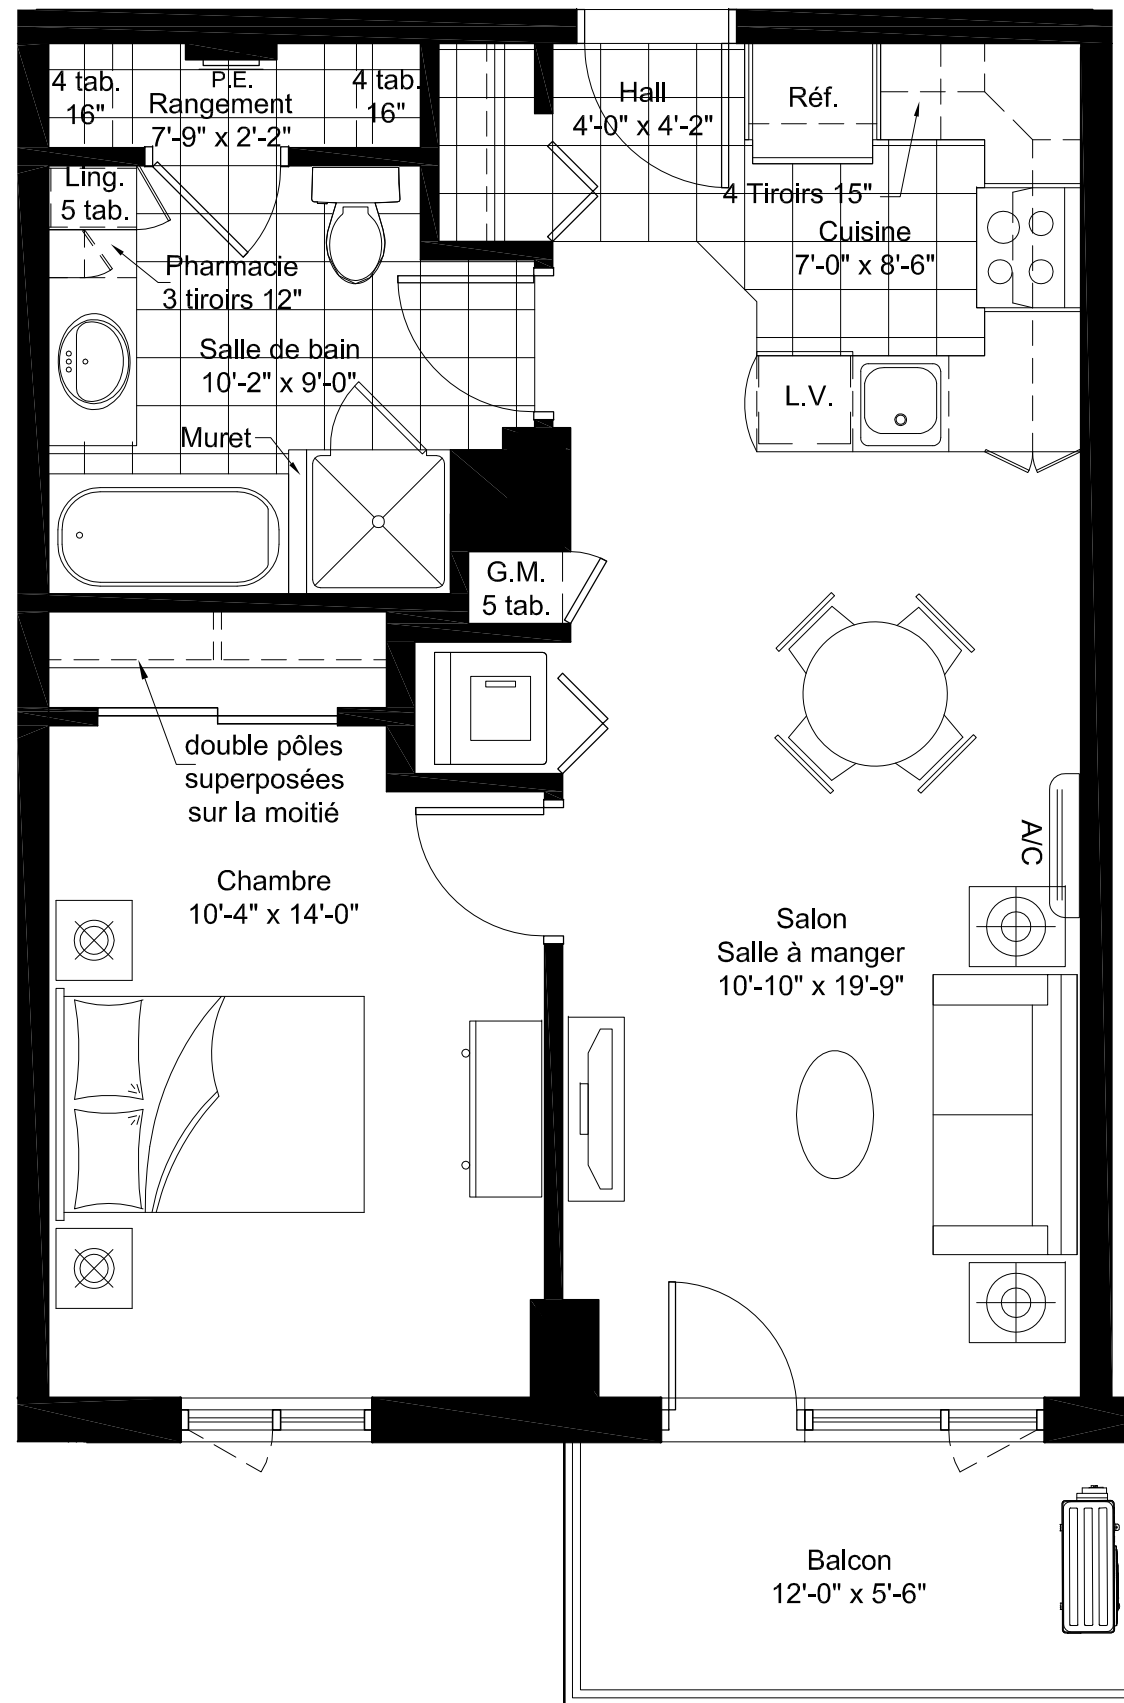 4 tab.
16"
P.E.
Rangement
7'-9" x 2'-2"
4 tab.
16"
Hall
4'-0" x 4'-2"
Réf.
4 Tiroirs 15"
Cuisine
7'-0" x 8'-6"
Ling.
5 tab.
Pharmacie
3 tiroirs 12"
Salle de bain
10'-2" x 9'-0"
Muret
L.V.
G.M.
5 tab.
double pôles
superposées
sur la moitié
Chambre
10'-4" x 14'-0"
A/C
Salon
Salle à manger
10'-10" x 19'-9"
Balcon
12'-0" x 5'-6"